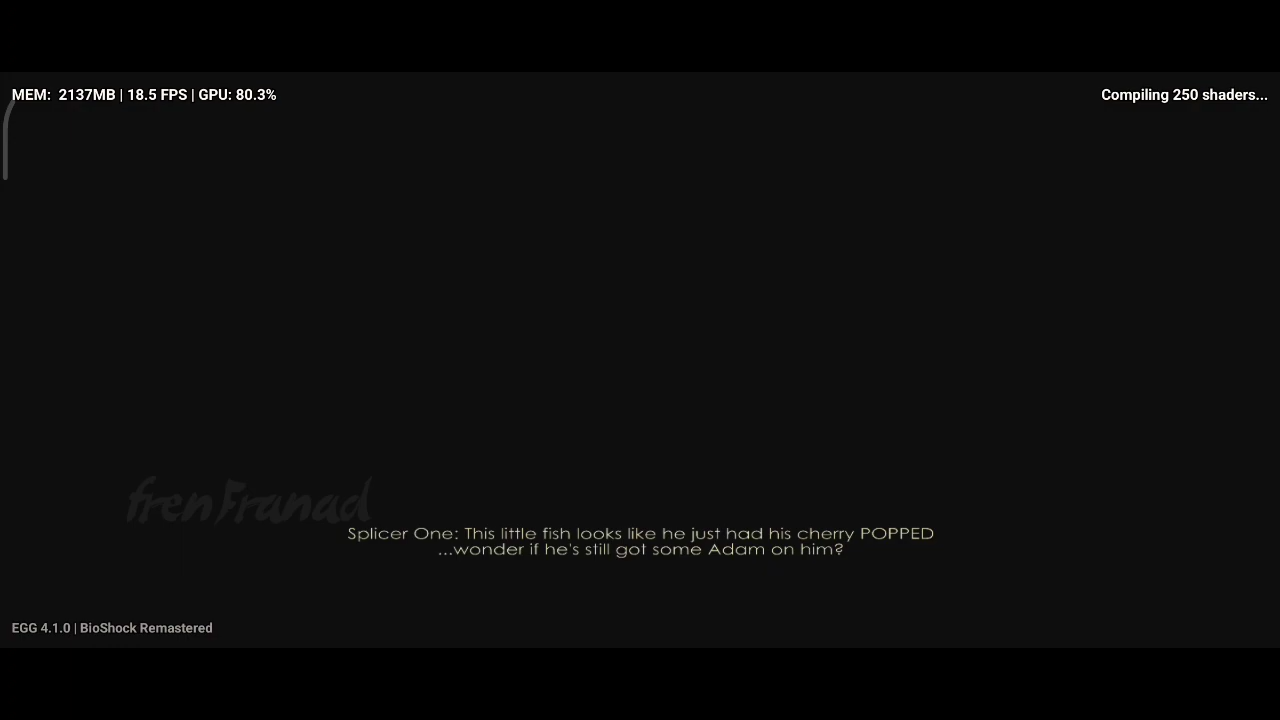 MEM: 2137MB | 18.5 FPS | GPU: 80.3%
Compiling 250 shaders...
frenFranad
Splicer One: This little fish looks like he just had his cherry POPPED
...wonder if he's still got some Adam on him?
EGG 4.1.0 | BioShock Remastered